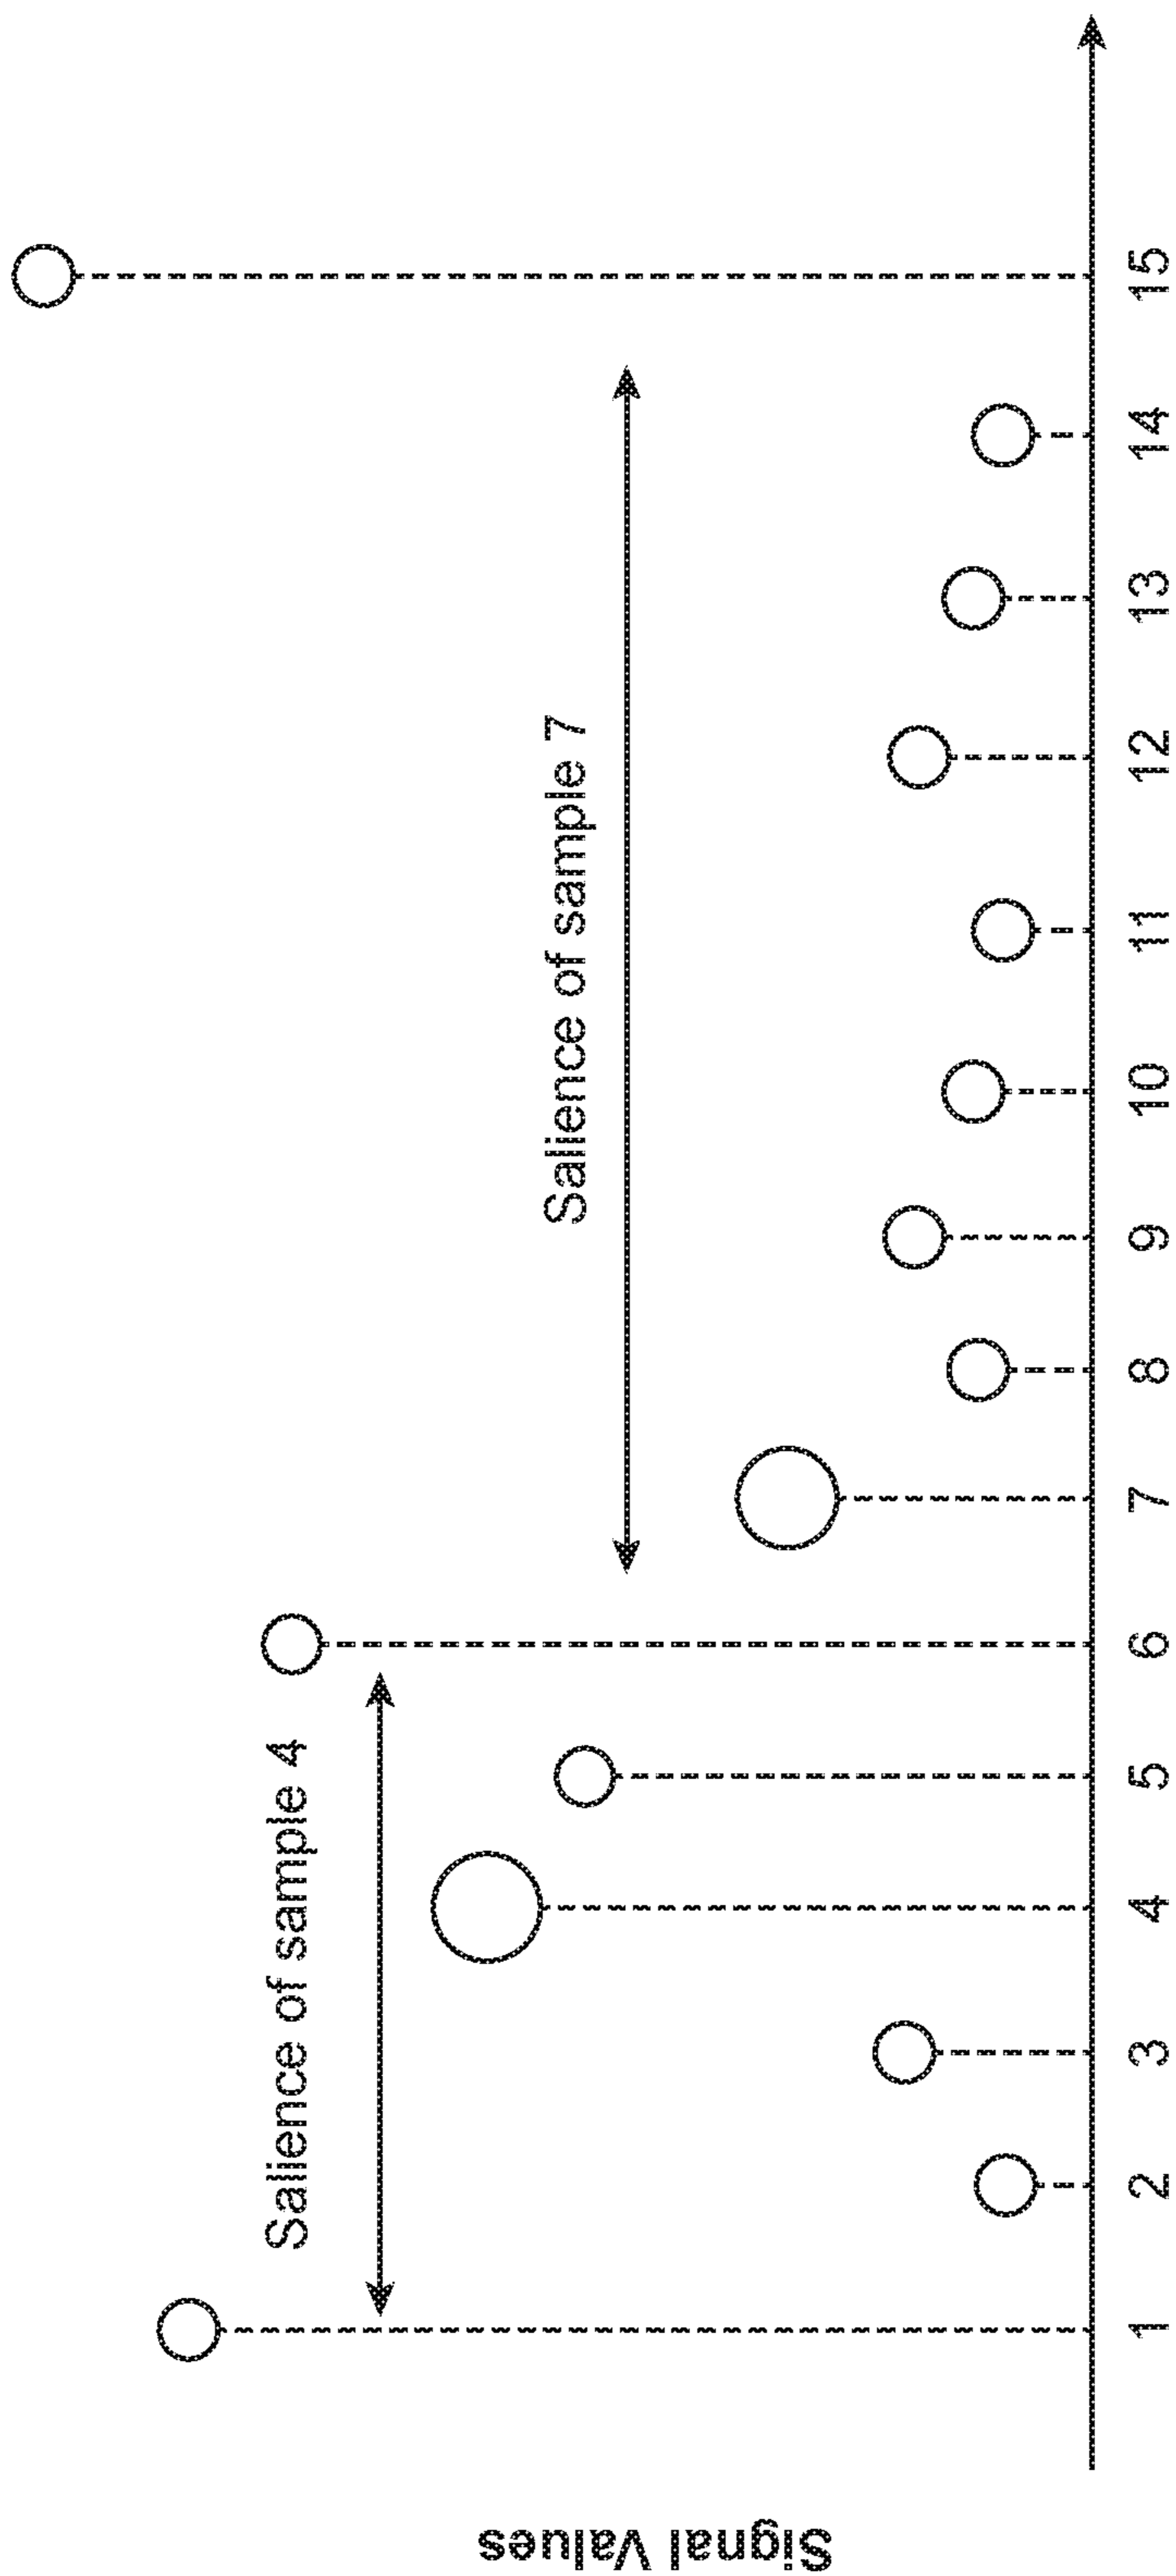 Signal Values
Salience of sample 4
Salience of sample 7
1 2 3 4 5 6 7 8 9 10 11 12 13 14 15